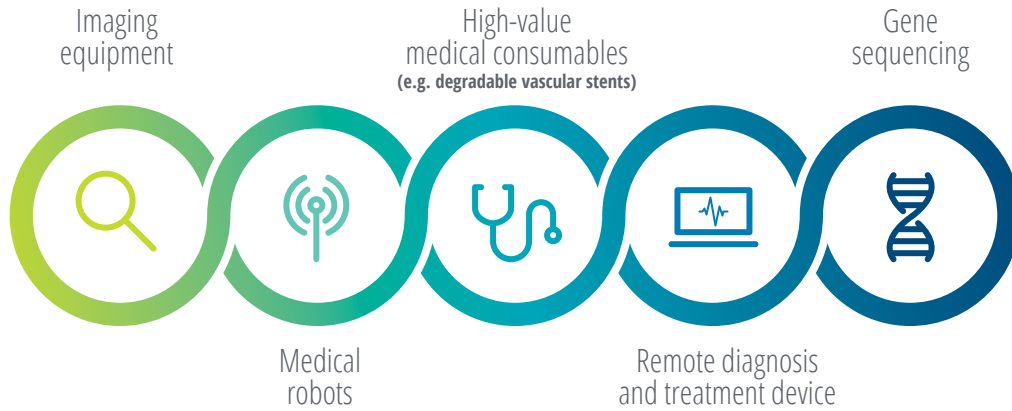 Imaging
equipment
High-value
medical consumables
(e.g. degradable vascular stents)
Gene
sequencing
Medical
robots
Remote diagnosis
and treatment device